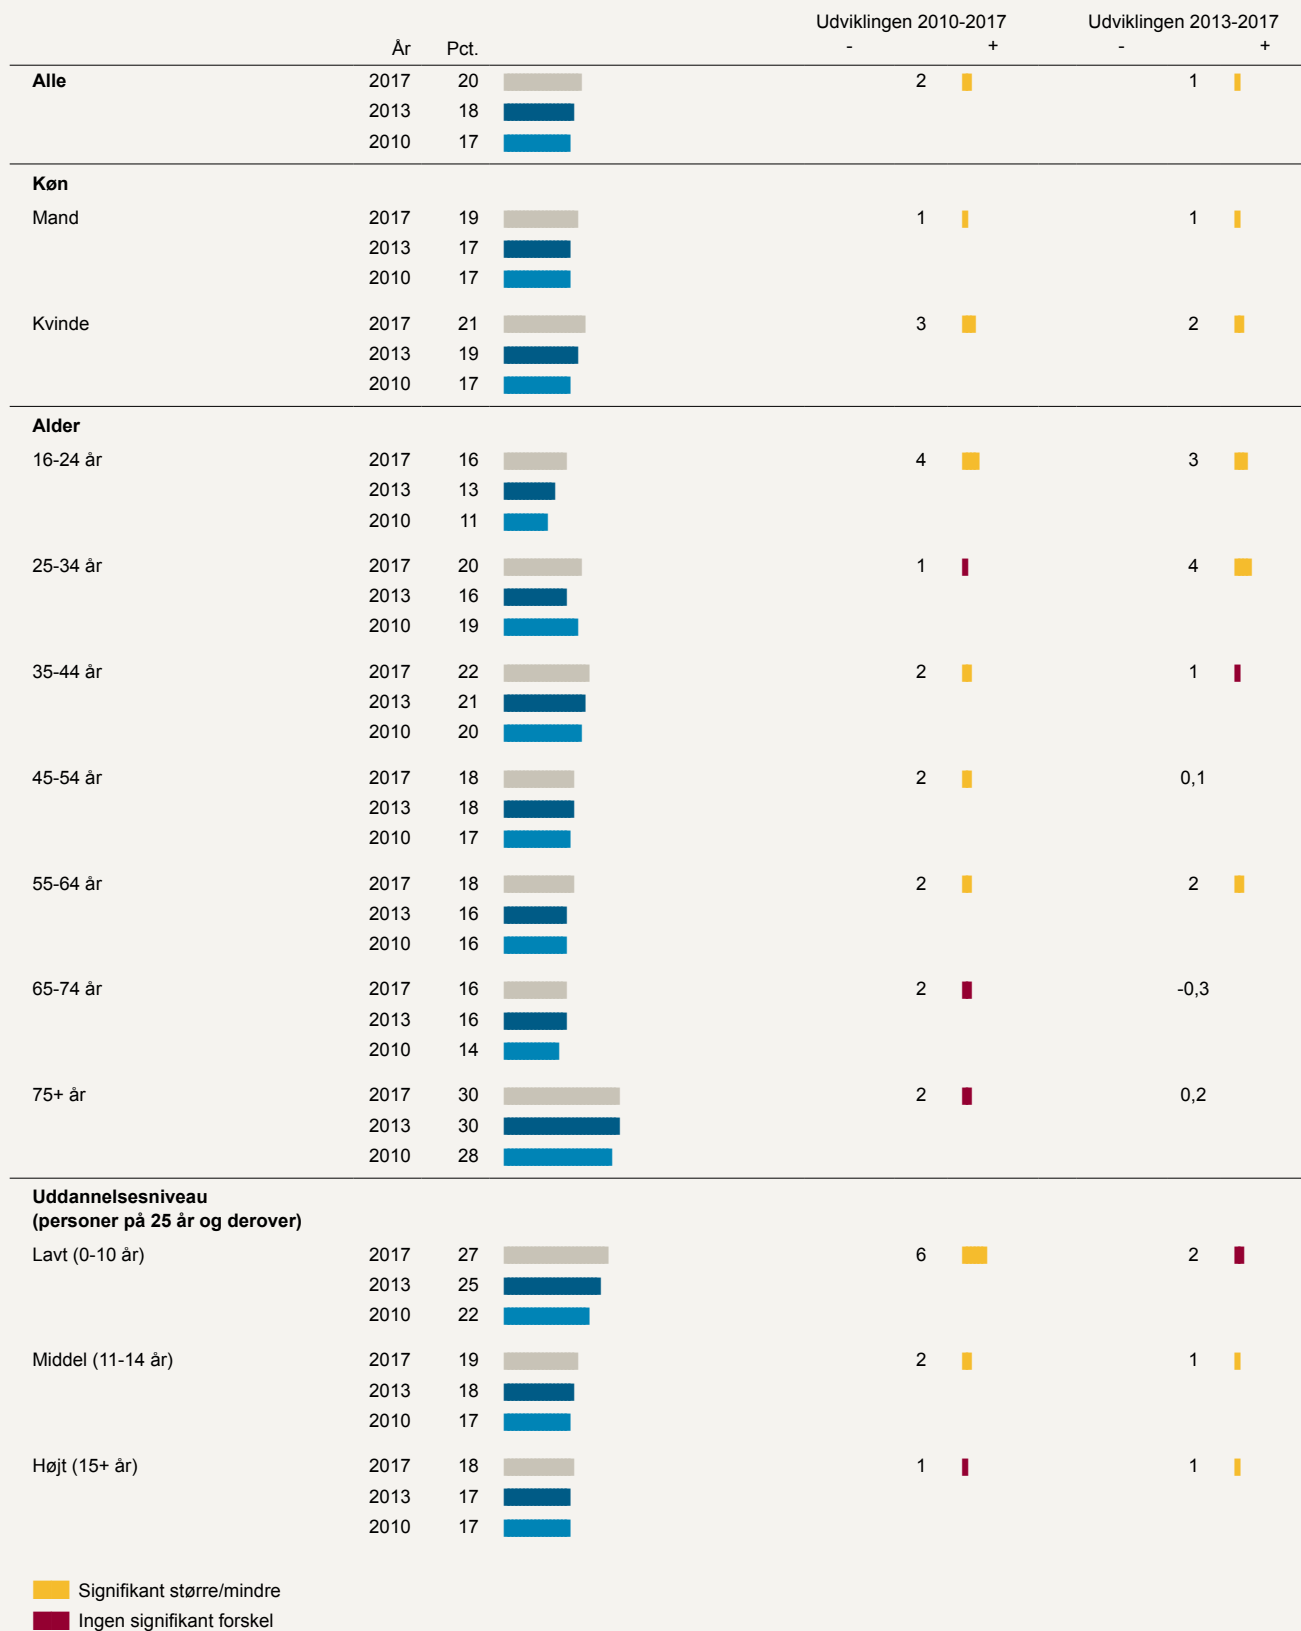 Udviklingen 2010-2017 Udviklingen 2013-2017
År Pct. - + - +
Alle 2017 20 2 1
2013 18
2010 17
Køn
Mand 2017 19 1 1
2013 17
2010 17
Kvinde 2017 21 3 2
2013 19
2010 17
Alder
16-24 år 2017 16 4 3
2013 13
2010 11
25-34 år 2017 20 1 4
2013 16
2010 19
35-44 år 2017 22 2 1
2013 21
2010 20
45-54 år 2017 18 2 0,1
2013 18
2010 17
55-64 år 2017 18 2 2
2013 16
2010 16
65-74 år 2017 16 2 -0,3
2013 16
2010 14
75+ år 2017 30 2 0,2
2013 30
2010 28
Uddannelsesniveau
(personer på 25 år og derover)
Lavt (0-10 år) 2017 27 6 2
2013 25
2010 22
Middel (11-14 år) 2017 19 2 1
2013 18
2010 17
Højt (15+ år) 2017 18 1 1
2013 17
2010 17
Signifikant større/mindre
Ingen signifikant forskel